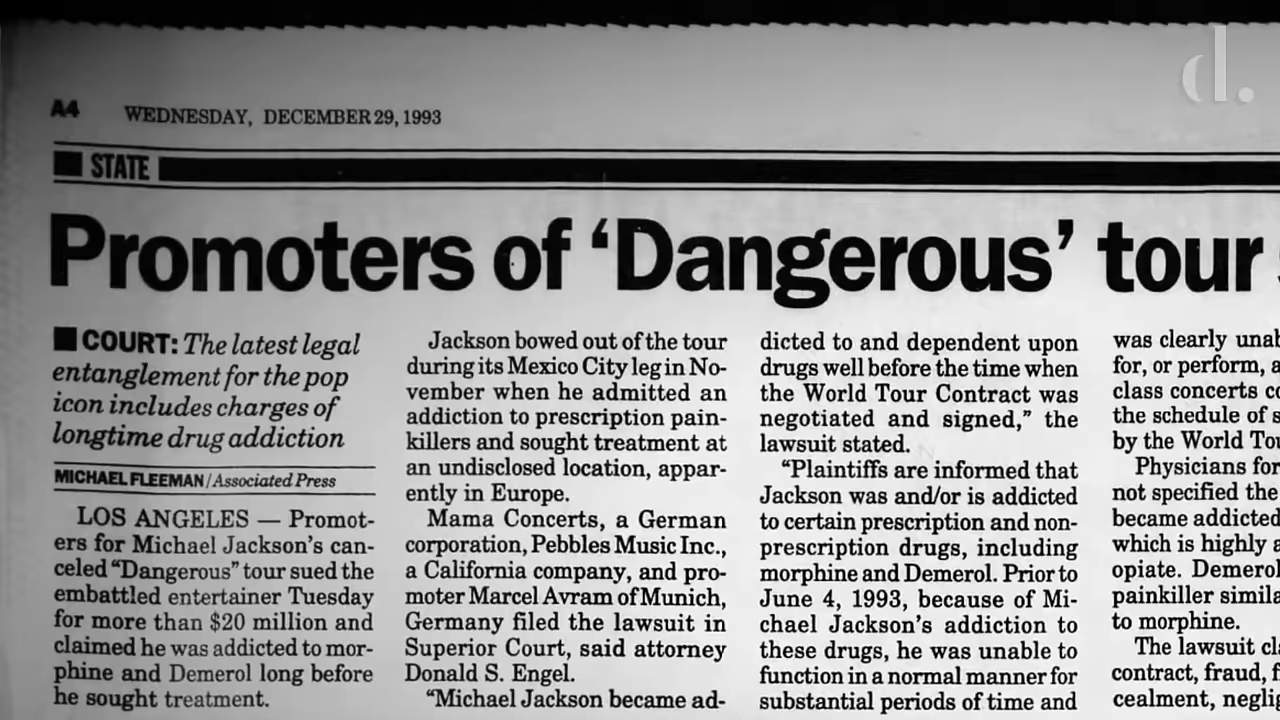 d.
A4 WEDNESDAY, DECEMBER 29, 1993
STATE
Promoters of ‘Dangerous’ tour
COURT: The latest legal
entanglement for the pop
icon includes charges of
longtime drug addiction
MICHAEL FLEEMAN/Associated Press
LOS ANGELES — Promot-
ers for Michael Jackson's can-
celed “Dangerous” tour sued the
embattled entertainer Tuesday
for more than $20 million and
claimed he was addicted to mor-
phine and Demerol long before
he sought treatment.
Jackson bowed out of the tour
during its Mexico City leg in No-
vember when he admitted an
addiction to prescription pain-
killers and sought treatment at
an undisclosed location, appar-
ently in Europe.
Mama Concerts, a German
corporation, Pebbles Music Inc.,
a California company, and pro-
moter Marcel Avram of Munich,
Germany filed the lawsuit in
Superior Court, said attorney
Donald S. Engel.
“Michael Jackson became ad-
dicted to and dependent upon
drugs well before the time when
the World Tour Contract was
negotiated and signed,” the
lawsuit stated.
“Plaintiffs are informed that
Jackson was and/or is addicted
to certain prescription and non-
prescription drugs, including
morphine and Demerol. Prior to
June 4, 1993, because of Mi-
chael Jackson's addiction to
these drugs, he was unable to
function in a normal manner for
substantial periods of time and
was clearly unab
for, or perform, a
class concerts co
the schedule of s
by the World To
Physicians for
not specified the
became addicted
which is highly a
opiate. Demerol
painkiller simila
to morphine.
The lawsuit cla
contract, fraud, f
cealment, neglig